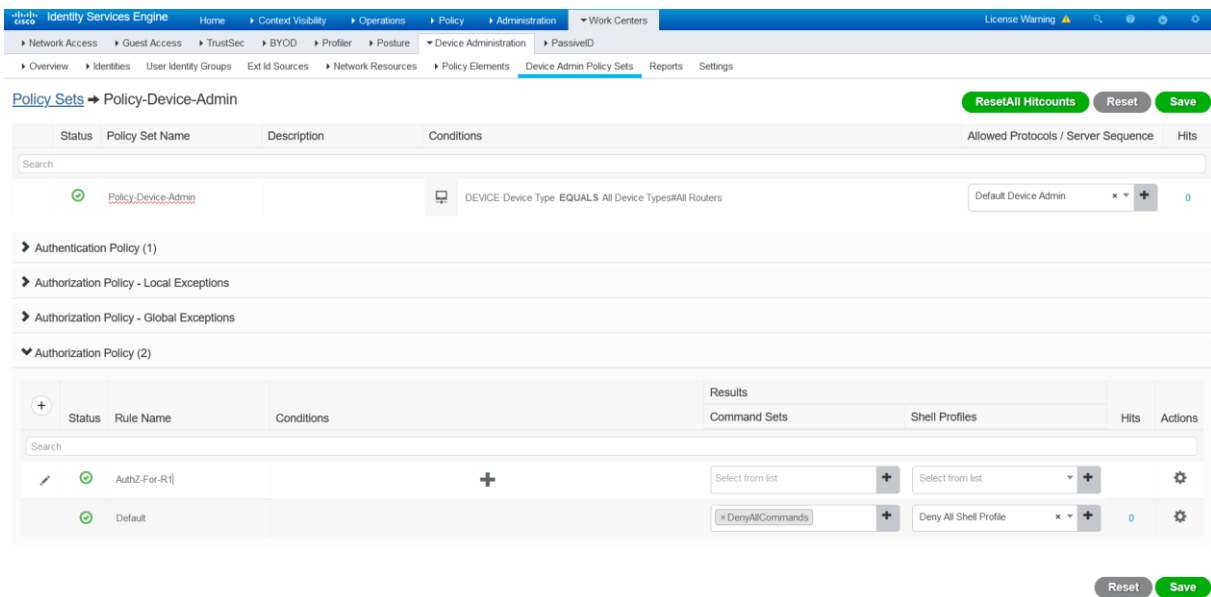 cisco Identity Services Engine Home Context Visibility Operations Policy Administration Work Centers License Warning
Network Access Guest Access TrustSec BYOD Profiler Posture Device Administration PassiveID
Overview Identities User Identity Groups Ext Id Sources Network Resources Policy Elements Device Admin Policy Sets Reports Settings
Policy Sets → Policy-Device-Admin ResetAll Hitcounts Reset Save
Status Policy Set Name Description Conditions Allowed Protocols / Server Sequence Hits
Search
Policy-Device-Admin DEVICE Device Type EQUALS All Device Types#All Routers Default Device Admin × + 0
Authentication Policy (1)
Authorization Policy - Local Exceptions
Authorization Policy - Global Exceptions
Authorization Policy (2)
Results
+ Status Rule Name Conditions Command Sets Shell Profiles Hits Actions
Search
AuthZ-For-R1 + Select from list + Select from list +
Default × DenyAllCommands + Deny All Shell Profile × + 0
Reset Save